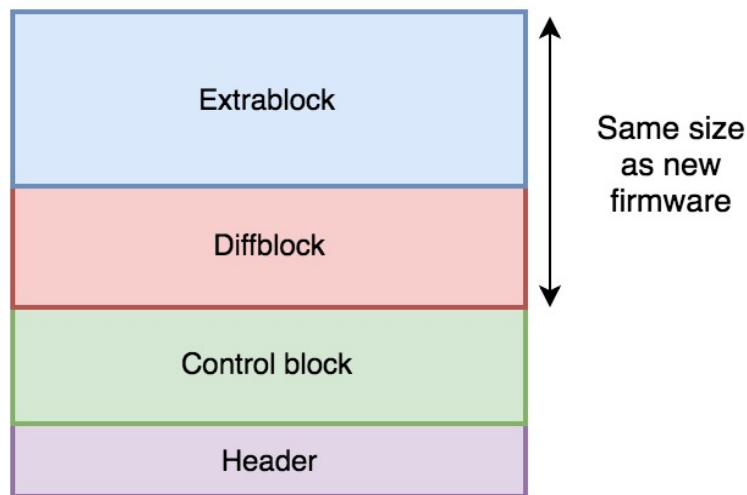 Extrablock
Same size
as new
firmware
Diffblock
Control block
Header